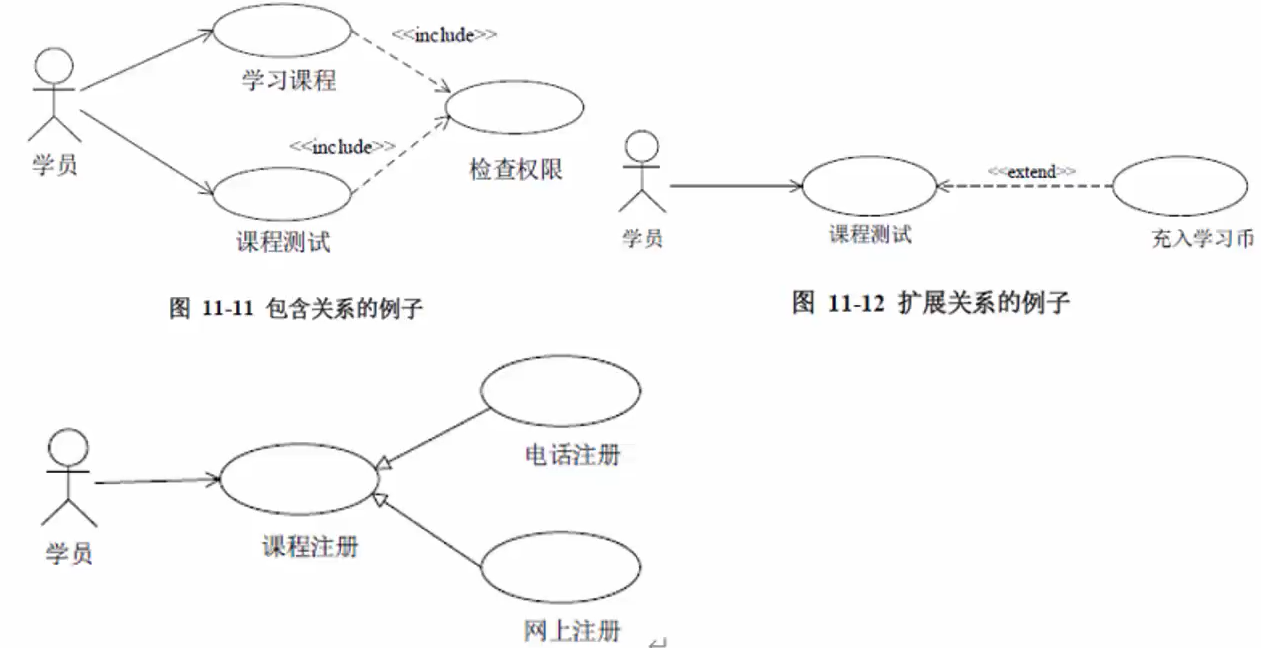 <<include>>
学习课程
学员
<<include>>
检查权限
课程测试
图 11-11 包含关系的例子
<<extend>>
学员
课程测试
充入学习币
图 11-12 扩展关系的例子
电话注册
学员
课程注册
网上注册